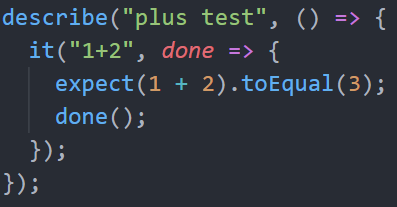 describe("plus test", () => {
  it("1+2", done => {
    expect(1 + 2).toEqual(3);
    done();
  });
});